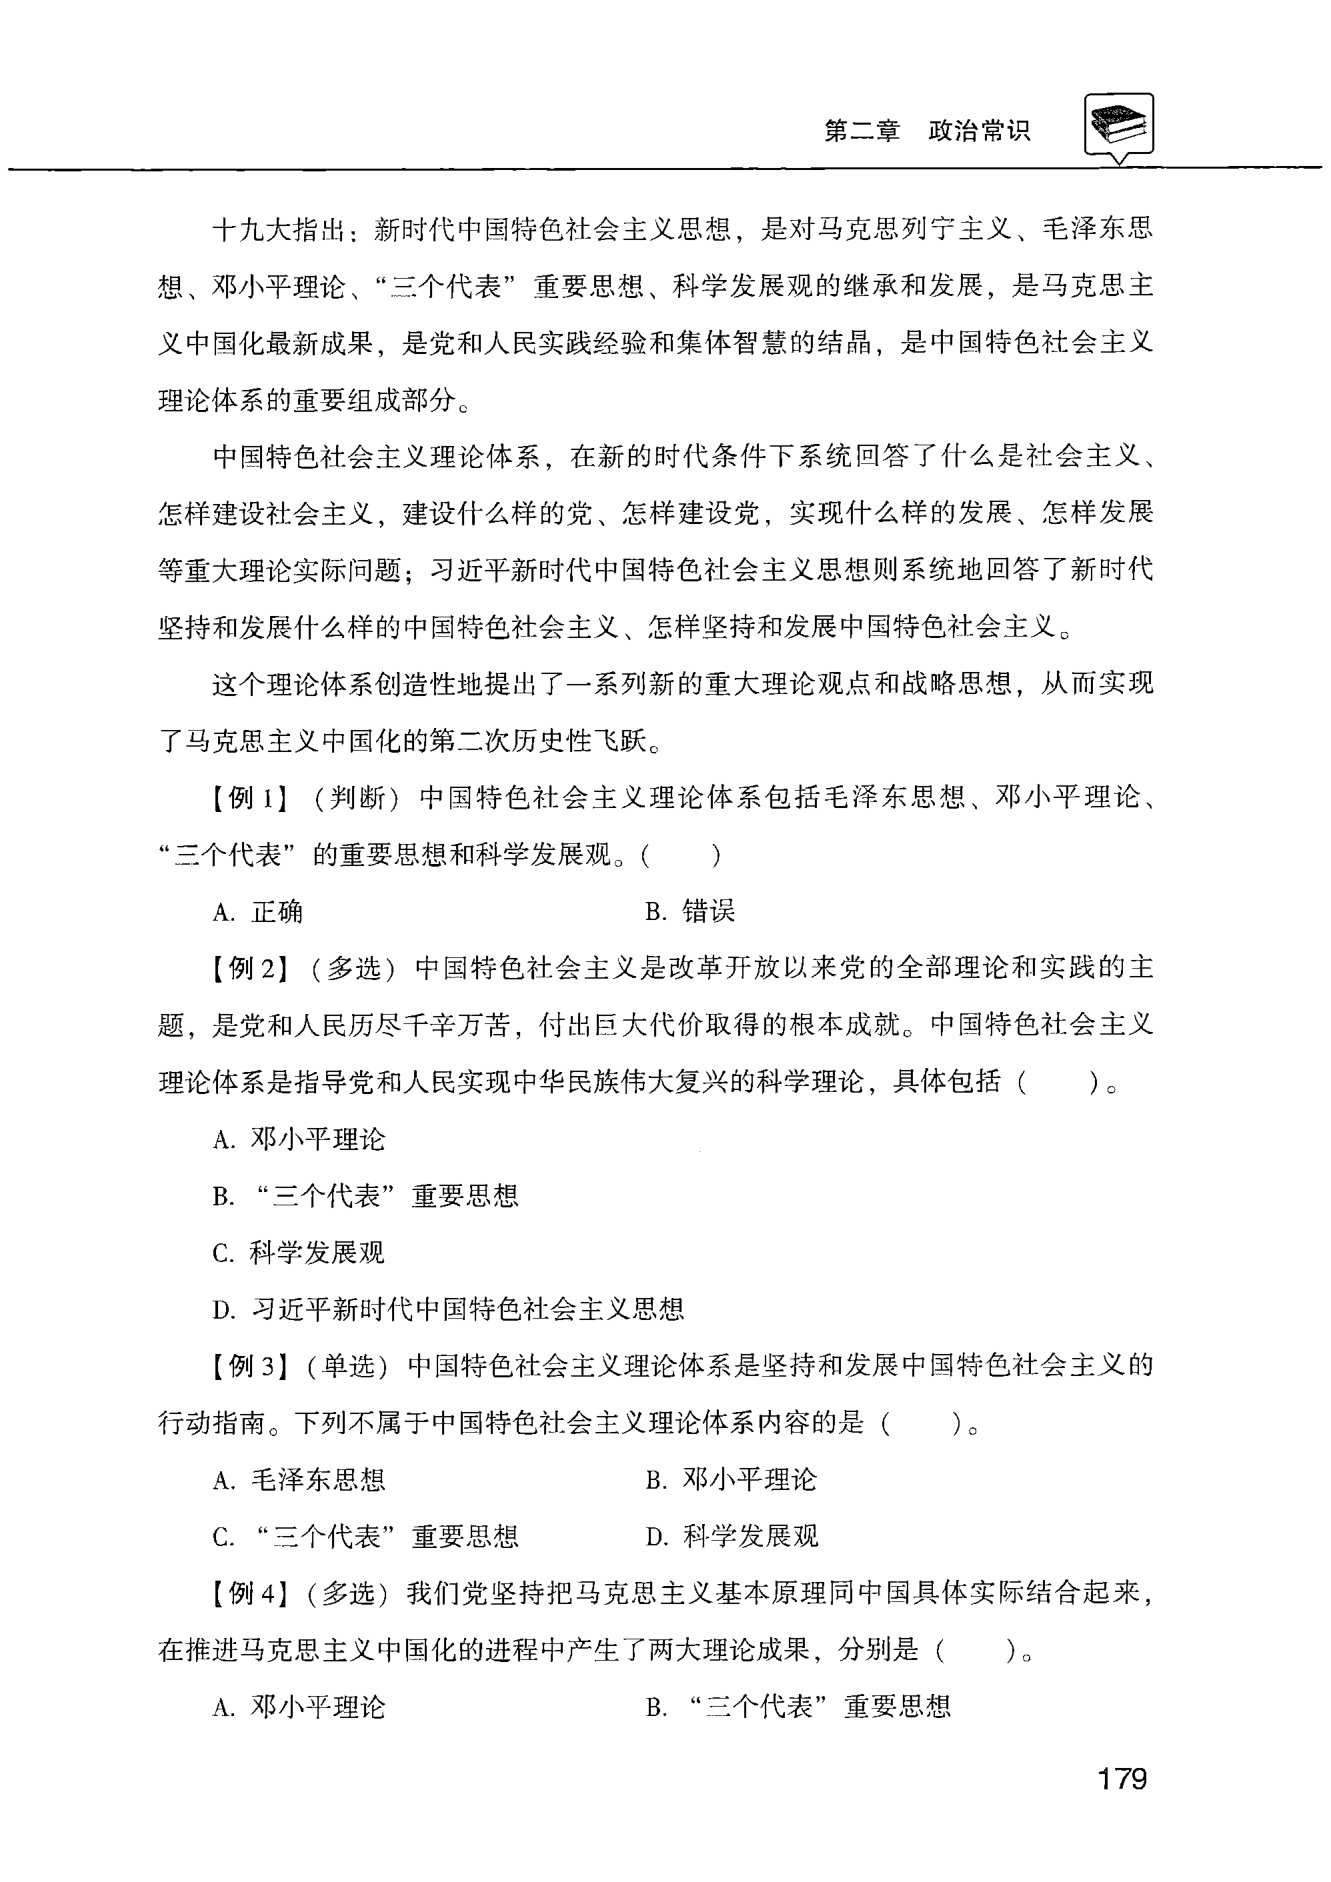 第二章 政治常识
十九大指出：新时代中国特色社会主义思想，是对马克思列宁主义、毛泽东思
想、邓小平理论、“三个代表”重要思想、科学发展观的继承和发展，是马克思主
义中国化最新成果，是党和人民实践经验和集体智慧的结晶，是中国特色社会主义
理论体系的重要组成部分。
中国特色社会主义理论体系，在新的时代条件下系统回答了什么是社会主义、
怎样建设社会主义，建设什么样的党、怎样建设党，实现什么样的发展、怎样发展
等重大理论实际问题；习近平新时代中国特色社会主义思想则系统地回答了新时代
坚持和发展什么样的中国特色社会主义、怎样坚持和发展中国特色社会主义。
这个理论体系创造性地提出了一系列新的重大理论观点和战略思想，从而实现
了马克思主义中国化的第二次历史性飞跃。
【例 1】（判断）中国特色社会主义理论体系包括毛泽东思想、邓小平理论、
“三个代表”的重要思想和科学发展观。（ ）
A. 正确 B. 错误
【例 2】（多选）中国特色社会主义是改革开放以来党的全部理论和实践的主
题，是党和人民历尽千辛万苦，付出巨大代价取得的根本成就。中国特色社会主义
理论体系是指导党和人民实现中华民族伟大复兴的科学理论，具体包括（ ）。
A. 邓小平理论
B. “三个代表”重要思想
C. 科学发展观
D. 习近平新时代中国特色社会主义思想
【例 3】（单选）中国特色社会主义理论体系是坚持和发展中国特色社会主义的
行动指南。下列不属于中国特色社会主义理论体系内容的是（ ）。
A. 毛泽东思想 B. 邓小平理论
C. “三个代表”重要思想 D. 科学发展观
【例 4】（多选）我们党坚持把马克思主义基本原理同中国具体实际结合起来，
在推进马克思主义中国化的进程中产生了两大理论成果，分别是（ ）。
A. 邓小平理论 B. “三个代表”重要思想
179